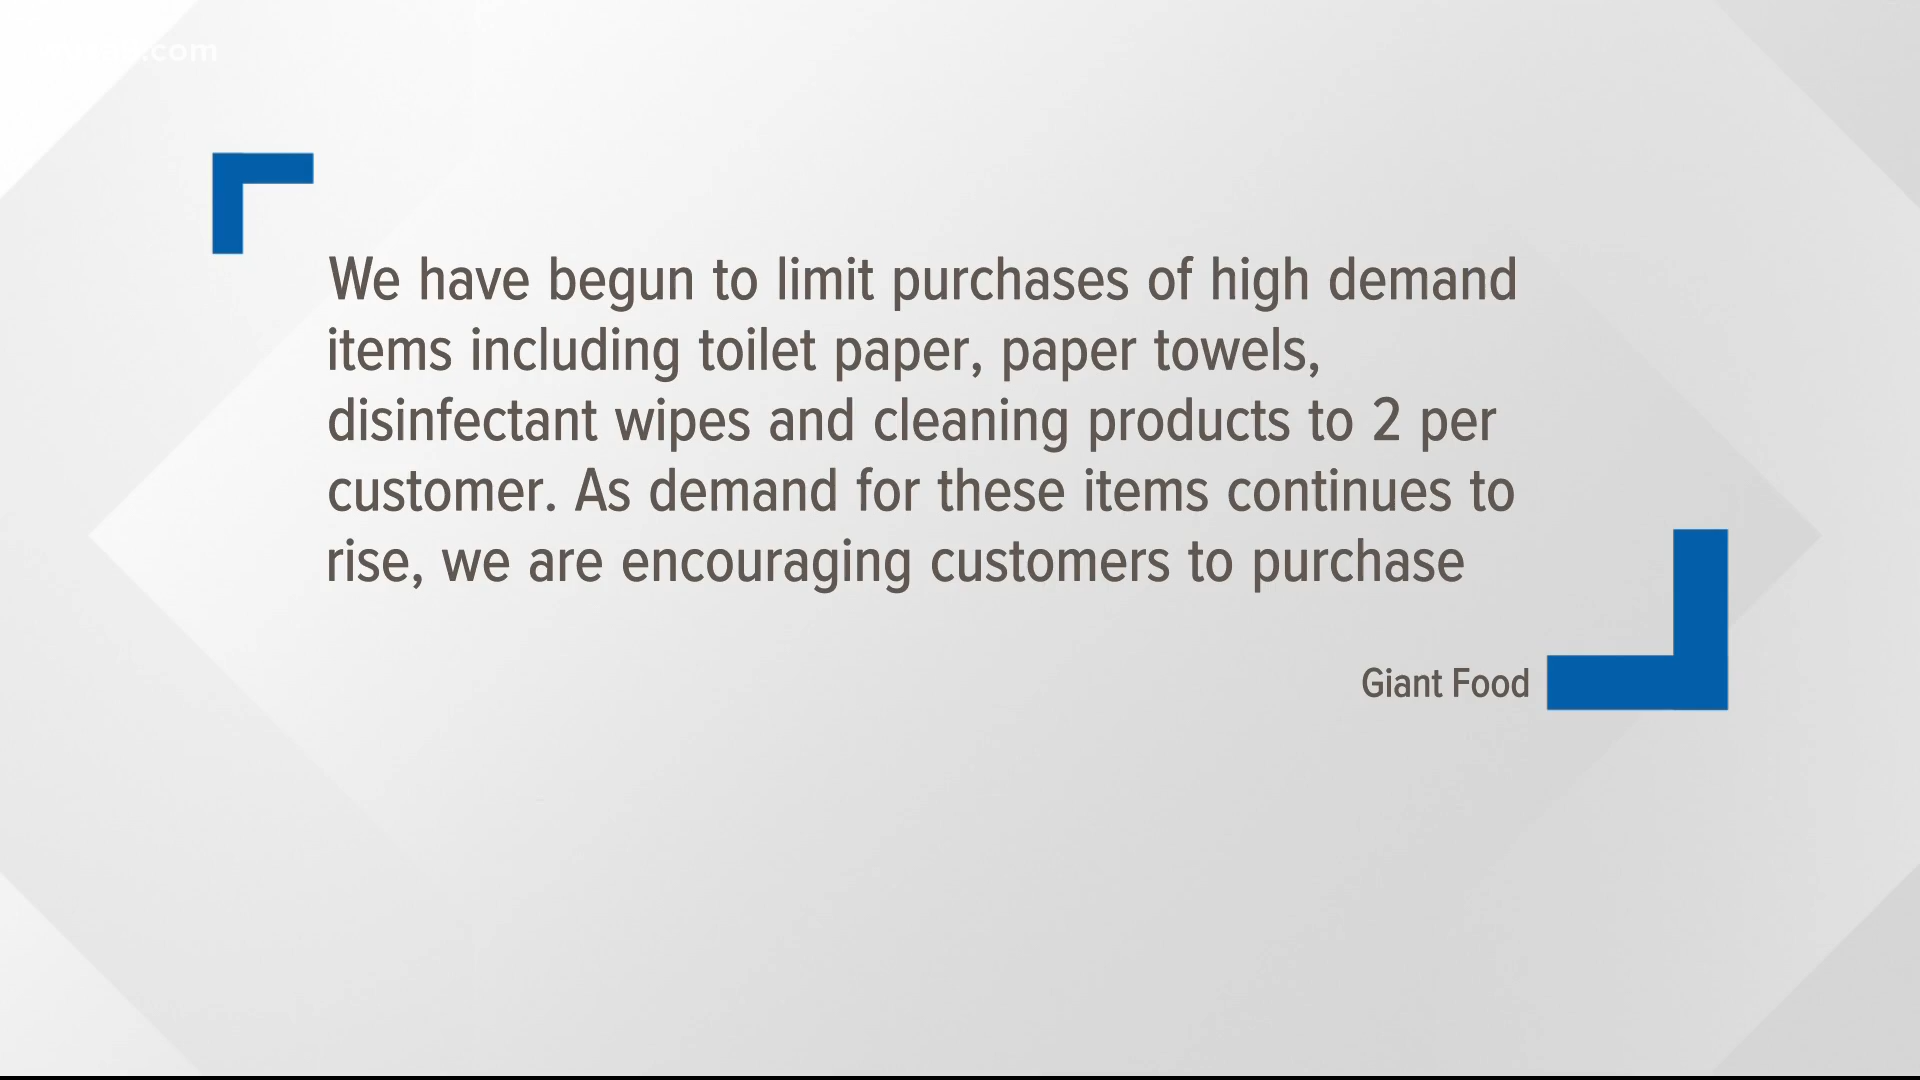 We have begun to limit purchases of high demand
items including toilet paper, paper towels,
disinfectant wipes and cleaning products to 2 per
customer. As demand for these items continues to
rise, we are encouraging customers to purchase
Giant Food